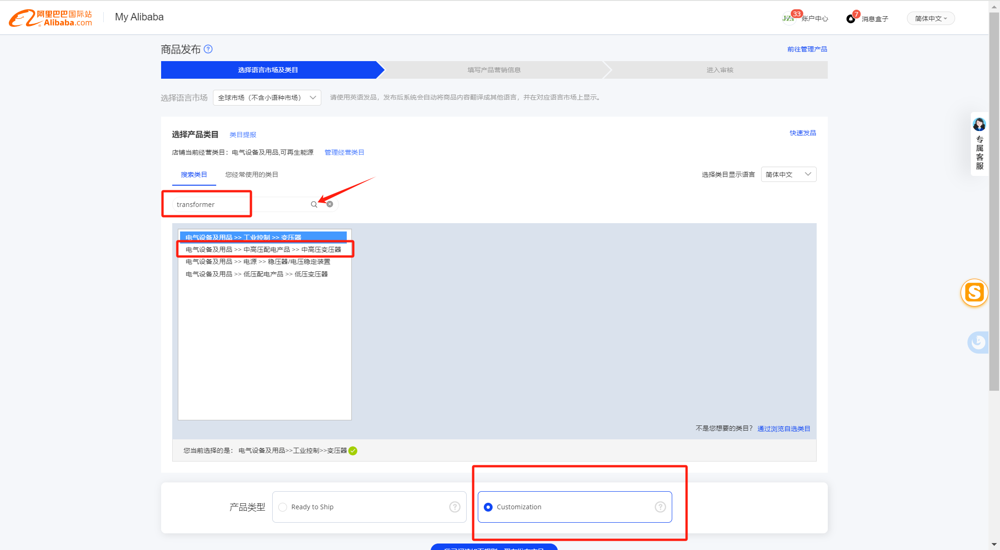 阿里巴巴国际站
Alibaba.com
My Alibaba
33
账户中心
7
消息盒子
简体中文
商品发布
前往管理产品
选择语言市场及类目
填写产品营销信息
进入审核
选择语言市场
全球市场（不含小语种市场）
请使用英语发品，发布后系统会自动将商品内容翻译成其他语言，并在对应语言市场上显示。
选择产品类目
类目提报
快速发品
店铺当前经营类目：电气设备及用品,可再生能源
管理经营类目
搜索类目
您经常使用的类目
选择类目显示语言
简体中文
transformer
电气设备及用品 >> 工业控制 >> 变压器
电气设备及用品 >> 中高压配电产品 >> 中高压变压器
电气设备及用品 >> 电源 >> 稳压器/电压稳定装置
电气设备及用品 >> 低压配电产品 >> 低压变压器
不是您想要的类目？
通过浏览自选类目
您当前选择的是： 电气设备及用品>>工业控制>>变压器
产品类型
Ready to Ship
Customization
专属客服